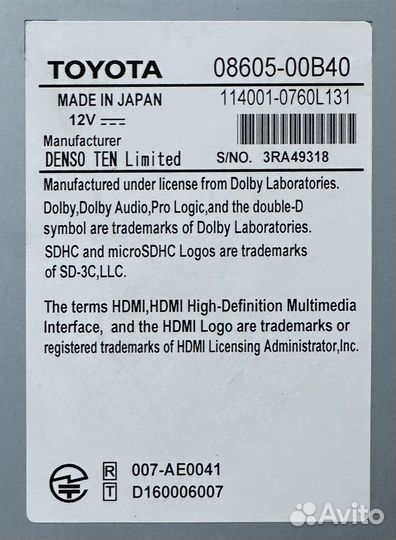 TOYOTA 08605-00B40
MADE IN JAPAN 114001-0760L131
12V
Manufacturer
DENSO TEN Limited S/NO. 3RA49318
Manufactured under license from Dolby Laboratories.
Dolby,Dolby Audio,Pro Logic,and the double-D
symbol are trademarks of Dolby Laboratories.
SDHC and microSDHC Logos are trademarks
of SD-3C,LLC.
The terms HDMI,HDMI High-Definition Multimedia
Interface, and the HDMI Logo are trademarks or
registered trademarks of HDMI Licensing Administrator,Inc.
R 007-AE0041
T D160006007
Avito